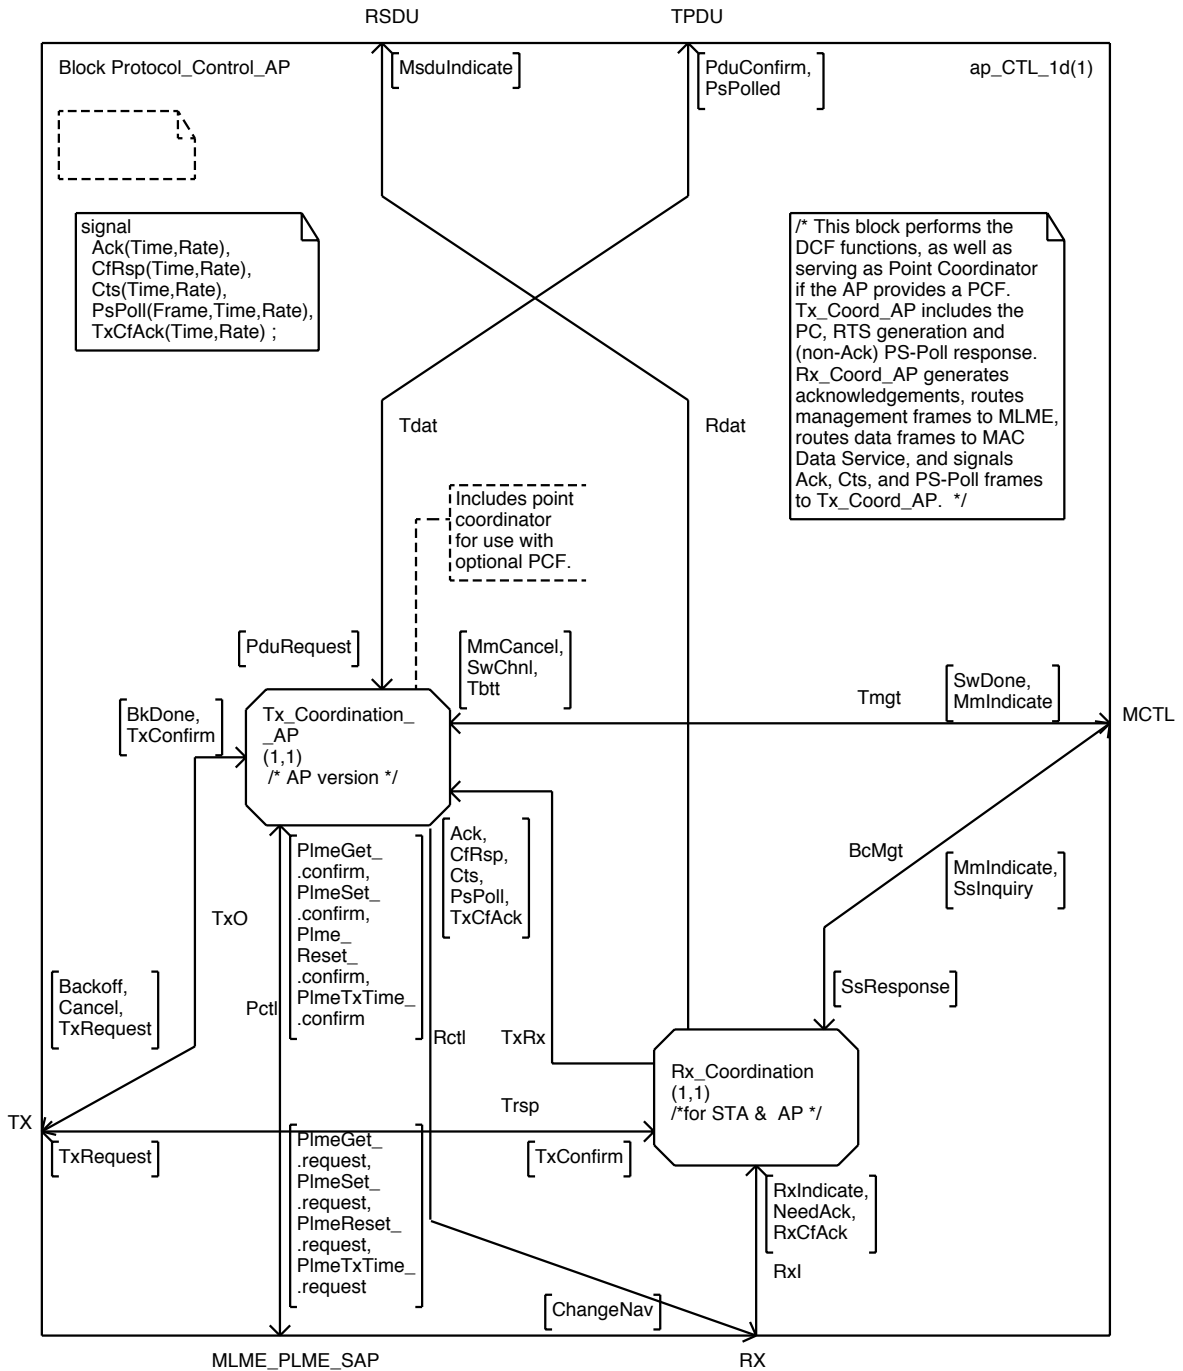 RSDU
TPDU
Block Protocol_Control_AP
MsduIndicate
PduConfirm,
PsPolled
ap_CTL_1d(1)
signal
Ack(Time,Rate),
CfRsp(Time,Rate),
Cts(Time,Rate),
PsPoll(Frame,Time,Rate),
TxCfAck(Time,Rate) ;
/* This block performs the
DCF functions, as well as
serving as Point Coordinator
if the AP provides a PCF.
Tx_Coord_AP includes the
PC, RTS generation and
(non-Ack) PS-Poll response.
Rx_Coord_AP generates
acknowledgements, routes
management frames to MLME,
routes data frames to MAC
Data Service, and signals
Ack, Cts, and PS-Poll frames
to Tx_Coord_AP.  */
Tdat
Rdat
Includes point
coordinator
for use with
optional PCF.
PduRequest
MmCancel,
SwChnl,
Tbtt
Tmgt
SwDone,
MmIndicate
MCTL
BkDone,
TxConfirm
Tx_Coordination_
_AP
(1,1)
/* AP version */
Ack,
CfRsp,
Cts,
PsPoll,
TxCfAck
PlmeGet_
.confirm,
PlmeSet_
.confirm,
Plme_
Reset_
.confirm,
PlmeTxTime_
.confirm
BcMgt
MmIndicate,
SsInquiry
TxO
Backoff,
Cancel,
TxRequest
Pctl
Rctl
TxRx
SsResponse
Rx_Coordination
(1,1)
/*for STA &  AP */
TX
Trsp
TxRequest
TxConfirm
PlmeGet_
.request,
PlmeSet_
.request,
PlmeReset_
.request,
PlmeTxTime_
.request
RxIndicate,
NeedAck,
RxCfAck
RxI
ChangeNav
MLME_PLME_SAP
RX